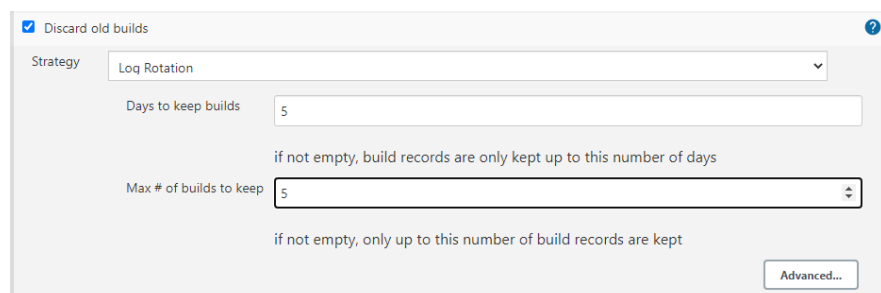 Discard old builds ?
Strategy Log Rotation
Days to keep builds 5
if not empty, build records are only kept up to this number of days
Max # of builds to keep 5
if not empty, only up to this number of build records are kept
Advanced...